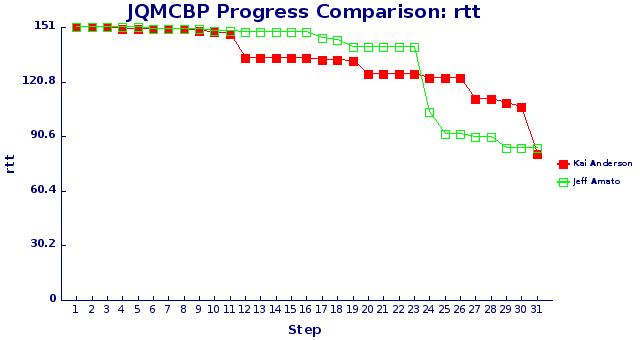 JQMCBP Progress Comparison: rtt
151
120.8
90.6
60.4
30.2
0
rtt
1 2 3 4 5 6 7 8 9 10 11 12 13 14 15 16 17 18 19 20 21 22 23 24 25 26 27 28 29 30 31
Step
Kai Anderson
Jeff Amato